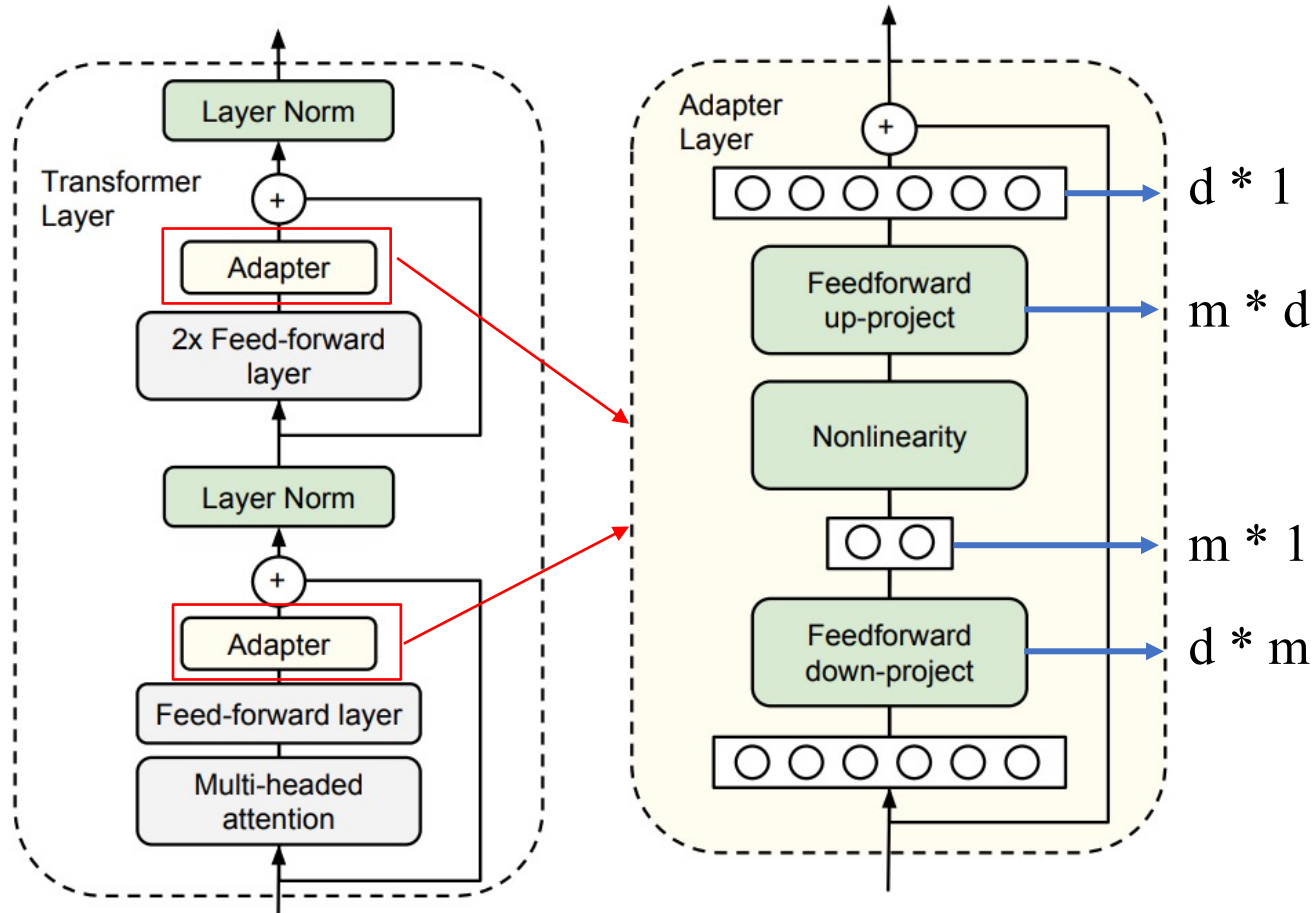 Layer Norm
Transformer
Layer
+
Adapter
2x Feed-forward
layer
Layer Norm
+
Adapter
Feed-forward layer
Multi-headed
attention
Adapter
Layer
+
d * 1
Feedforward
up-project
m * d
Nonlinearity
m * 1
Feedforward
down-project
d * m